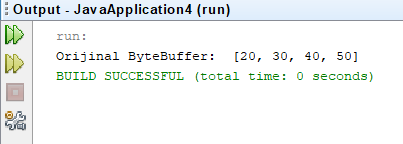 Output - JavaApplication4 (run)
run:
Orijinal ByteBuffer:  [20, 30, 40, 50]
BUILD SUCCESSFUL (total time: 0 seconds)